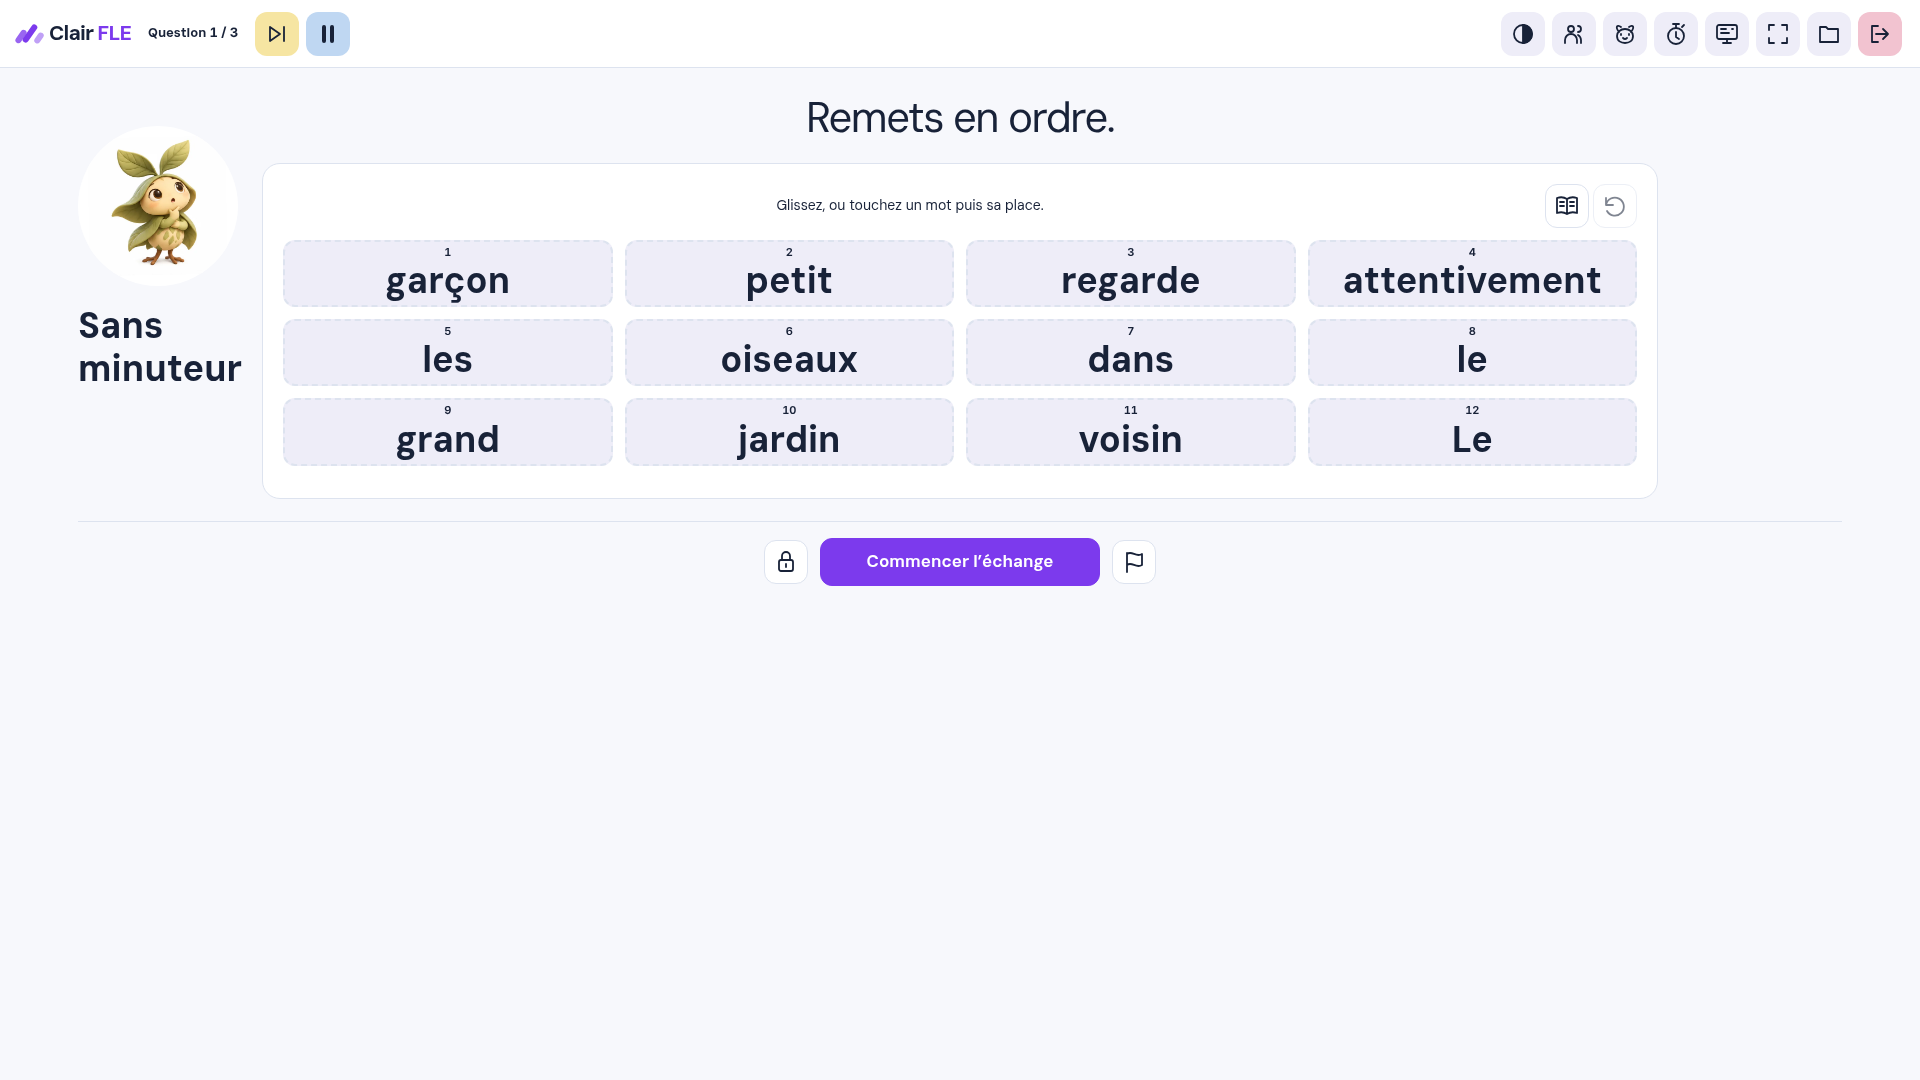 Clair FLE
Question 1 / 3
Remets en ordre.
Sans
minuteur
Glissez, ou touchez un mot puis sa place.
1
garçon
2
petit
3
regarde
4
attentivement
5
les
6
oiseaux
7
dans
8
le
9
grand
10
jardin
11
voisin
12
Le
Commencer l’échange